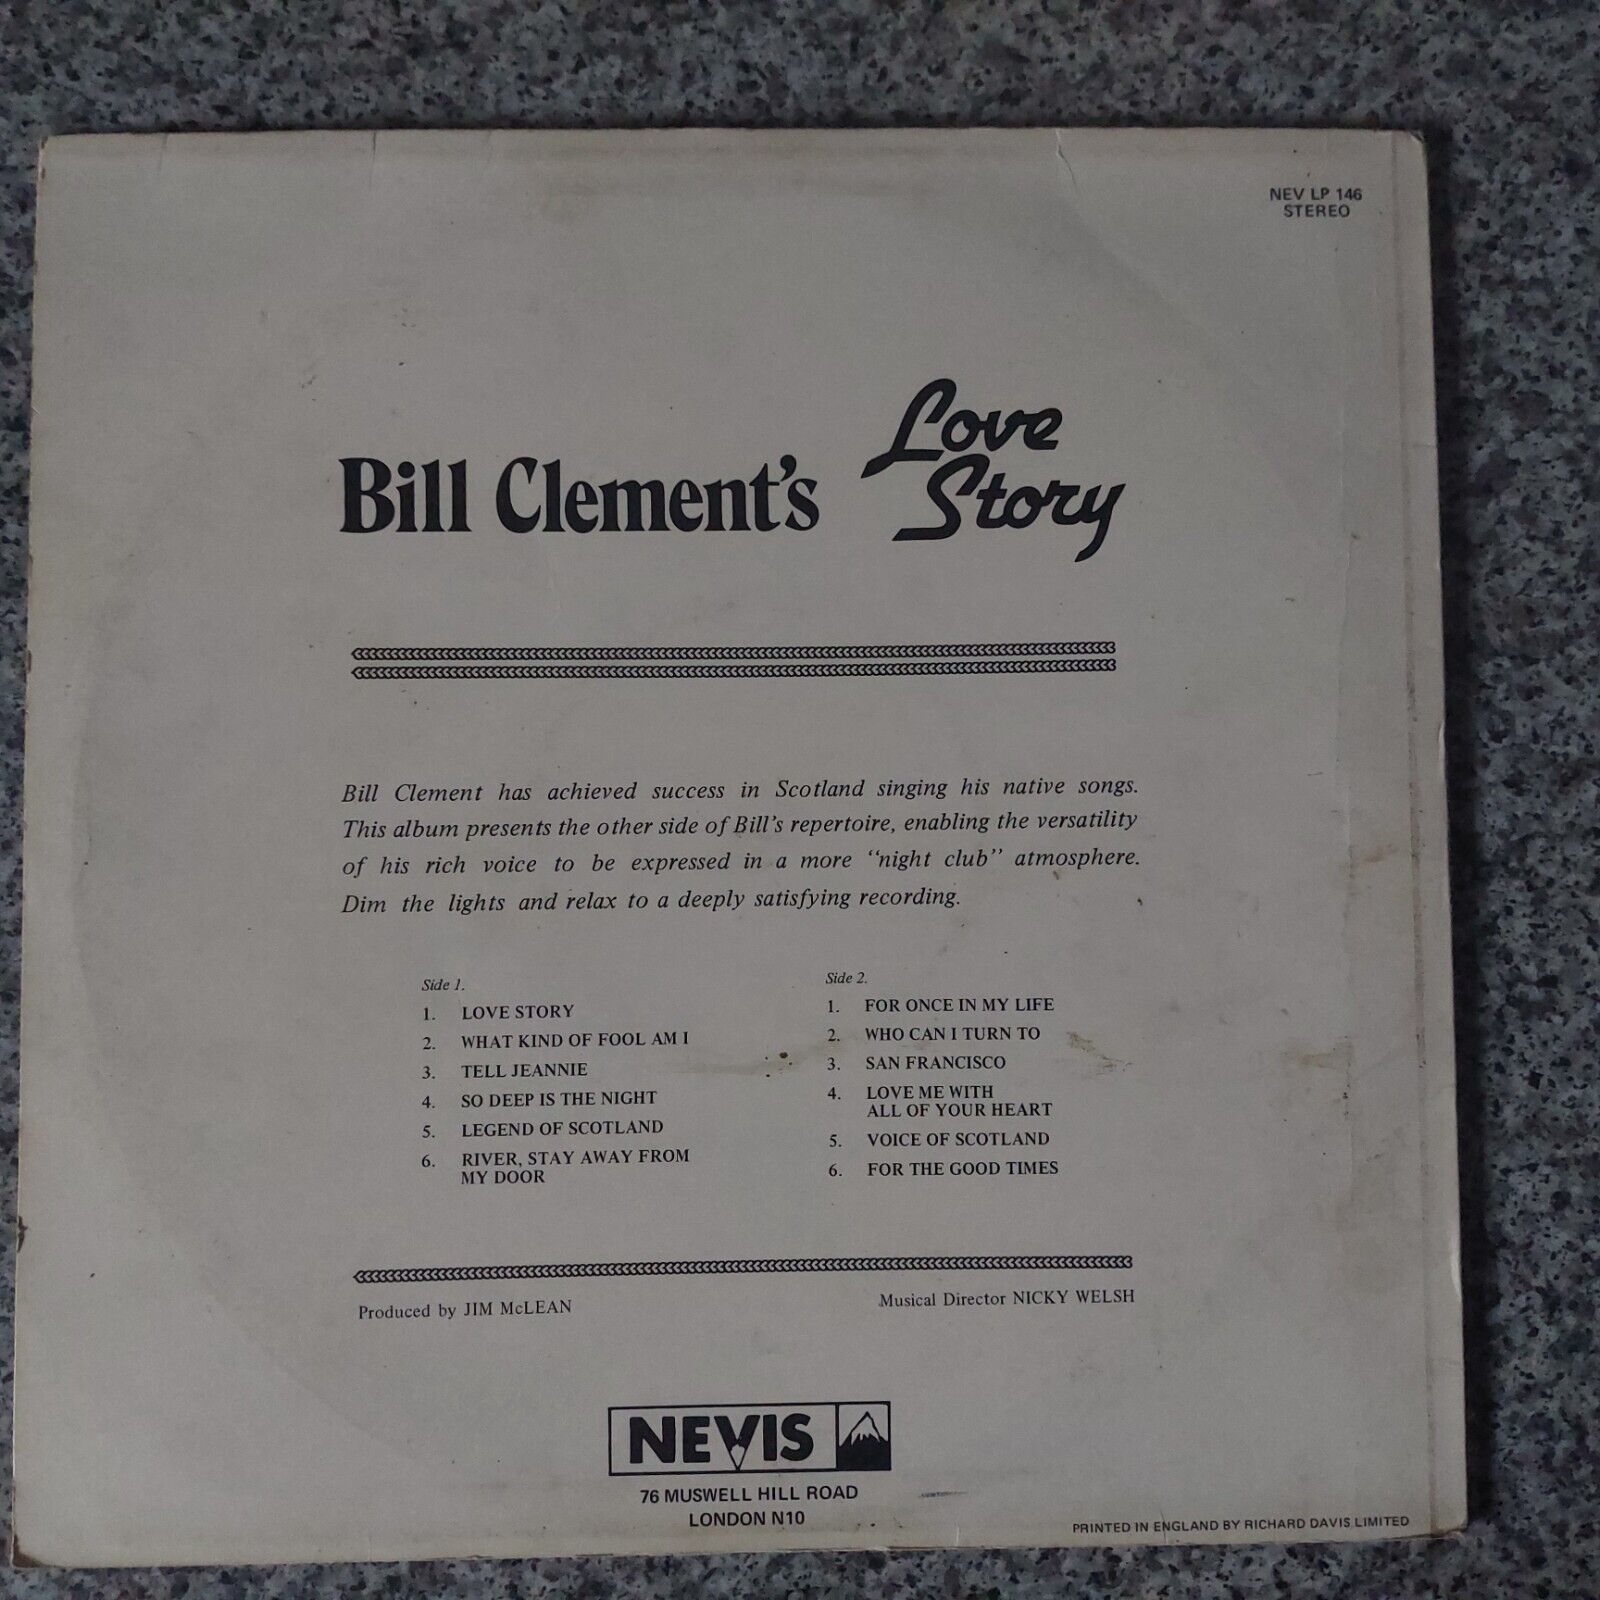 NEV LP 146
STEREO
Bill Clement's Love Story
Bill Clement has achieved success in Scotland singing his native songs.
This album presents the other side of Bill's repertoire, enabling the versatility
of his rich voice to be expressed in a more "night club" atmosphere.
Dim the lights and relax to a deeply satisfying recording.
Side 1.
1. LOVE STORY
2. WHAT KIND OF FOOL AM I
3. TELL JEANNIE
4. SO DEEP IS THE NIGHT
5. LEGEND OF SCOTLAND
6. RIVER, STAY AWAY FROM
MY DOOR
Side 2.
1. FOR ONCE IN MY LIFE
2. WHO CAN I TURN TO
3. SAN FRANCISCO
4. LOVE ME WITH
ALL OF YOUR HEART
5. VOICE OF SCOTLAND
6. FOR THE GOOD TIMES
Produced by JIM McLEAN
Musical Director NICKY WELSH
NEVIS
76 MUSWELL HILL ROAD
LONDON N10
PRINTED IN ENGLAND BY RICHARD DAVIS LIMITED